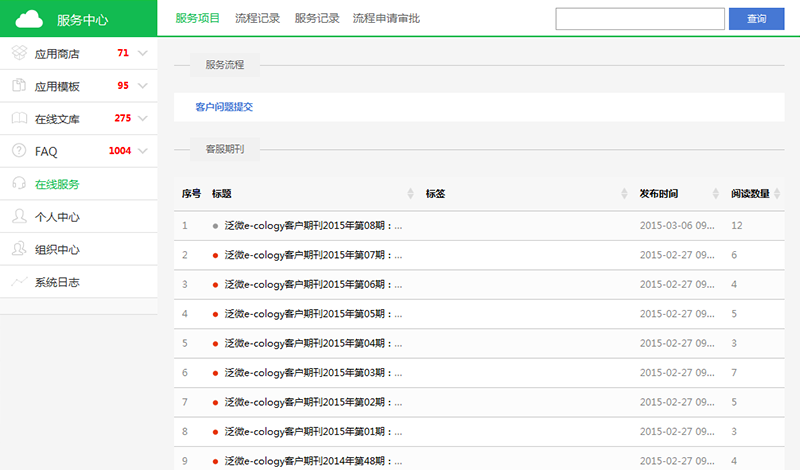 服务中心
服务项目 流程记录 服务记录 流程申请审批
查询
应用商店 71
应用模板 95
在线文库 275
FAQ 1004
在线服务
个人中心
组织中心
系统日志
服务流程
客户问题提交
客服期刊
序号 标题 标签 发布时间 阅读数量
1 泛微e-cology客户期刊2015年第08期：... 2015-03-06 09... 12
2 泛微e-cology客户期刊2015年第07期：... 2015-02-27 09... 6
3 泛微e-cology客户期刊2015年第06期：... 2015-02-27 09... 4
4 泛微e-cology客户期刊2015年第05期：... 2015-02-27 09... 5
5 泛微e-cology客户期刊2015年第04期：... 2015-02-27 09... 3
6 泛微e-cology客户期刊2015年第03期：... 2015-02-27 09... 7
7 泛微e-cology客户期刊2015年第02期：... 2015-02-27 09... 5
8 泛微e-cology客户期刊2015年第01期：... 2015-02-27 09... 3
9 泛微e-cology客户期刊2014年第48期：... 2015-02-27 09... 4